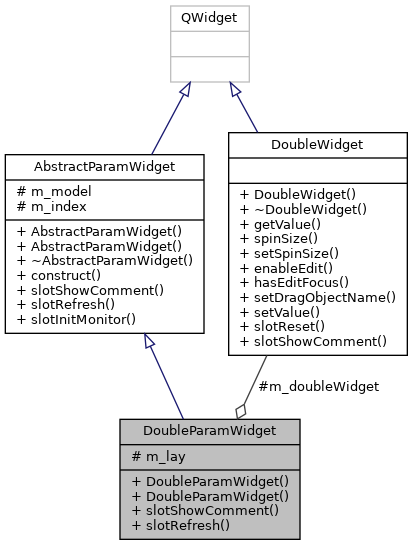 QWidget
AbstractParamWidget
# m_model
# m_index
+ AbstractParamWidget()
+ AbstractParamWidget()
+ ~AbstractParamWidget()
+ construct()
+ slotShowComment()
+ slotRefresh()
+ slotInitMonitor()
DoubleWidget
+ DoubleWidget()
+ ~DoubleWidget()
+ getValue()
+ spinSize()
+ setSpinSize()
+ enableEdit()
+ hasEditFocus()
+ setDragObjectName()
+ setValue()
+ slotReset()
+ slotShowComment()
#m_doubleWidget
DoubleParamWidget
# m_lay
+ DoubleParamWidget()
+ DoubleParamWidget()
+ slotShowComment()
+ slotRefresh()